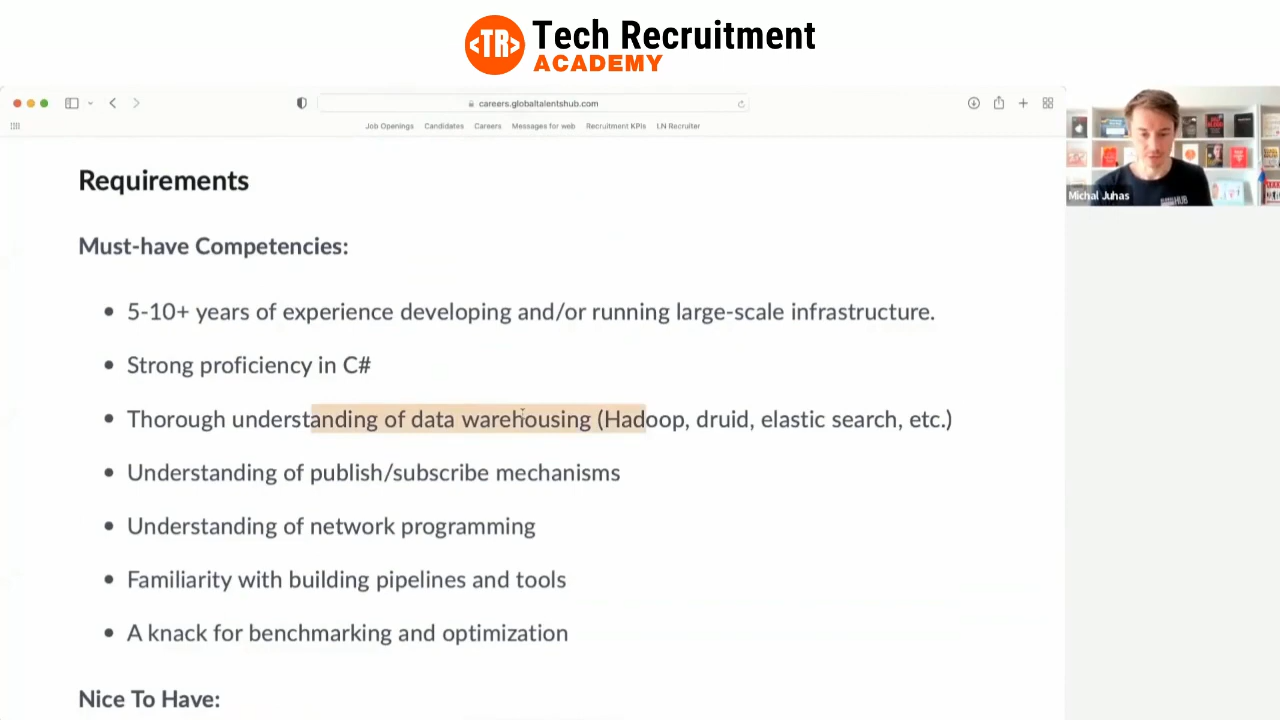 <TR> Tech Recruitment
ACADEMY
careers.globaltalentshub.com
Job Openings Candidates Careers Messages for web Recruitment KPIs LN Recruiter
Michal Juhas
Requirements
Must-have Competencies:
• 5-10+ years of experience developing and/or running large-scale infrastructure.
• Strong proficiency in C#
• Thorough understanding of data warehousing (Hadoop, druid, elastic search, etc.)
• Understanding of publish/subscribe mechanisms
• Understanding of network programming
• Familiarity with building pipelines and tools
• A knack for benchmarking and optimization
Nice To Have: